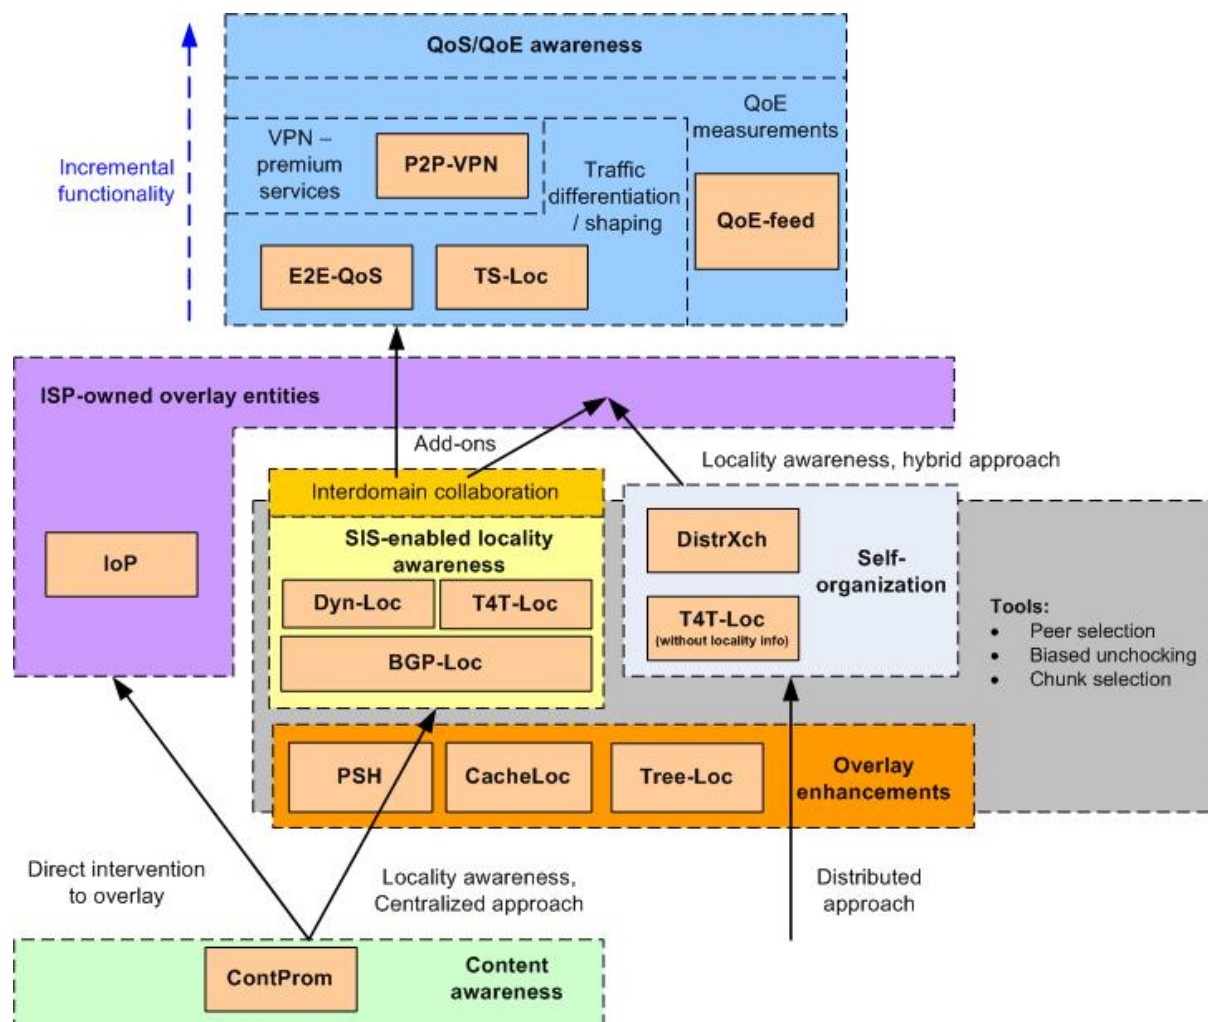 QoS/QoE awareness
QoE
measurements
VPN –
premium
services
P2P-VPN
Traffic
differentiation
/ shaping
Incremental
functionality
QoE-feed
E2E-QoS
TS-Loc
ISP-owned overlay entities
Add-ons
Locality awareness, hybrid approach
Interdomain collaboration
SIS-enabled locality
awareness
DistrXch
Self-
organization
IoP
Dyn-Loc
T4T-Loc
T4T-Loc
(without locality info)
BGP-Loc
Tools:
• Peer selection
• Biased unchocking
• Chunk selection
PSH
CacheLoc
Tree-Loc
Overlay
enhancements
Direct intervention
to overlay
Locality awareness,
Centralized approach
Distributed
approach
ContProm
Content
awareness